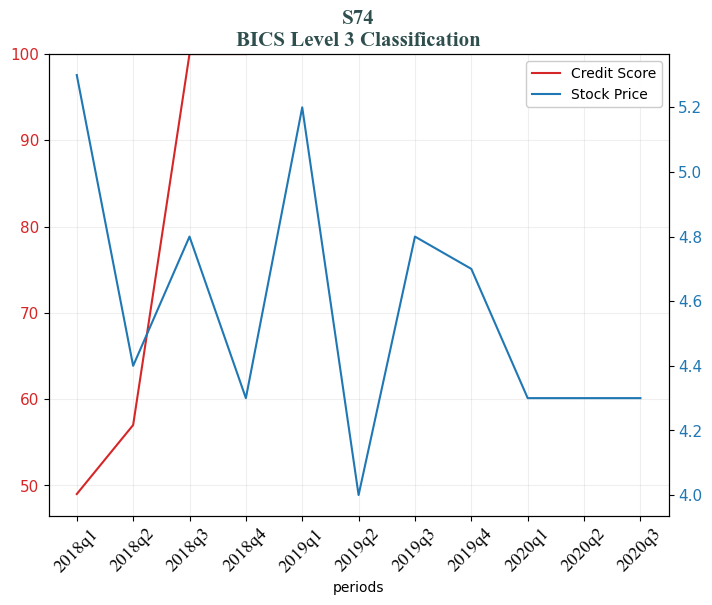 S74
BICS Level 3 Classification
Credit Score
Stock Price
100
90
80
70
60
50
5.2
5.0
4.8
4.6
4.4
4.2
4.0
2018q1
2018q2
2018q3
2018q4
2019q1
2019q2
2019q3
2019q4
2020q1
2020q2
2020q3
periods